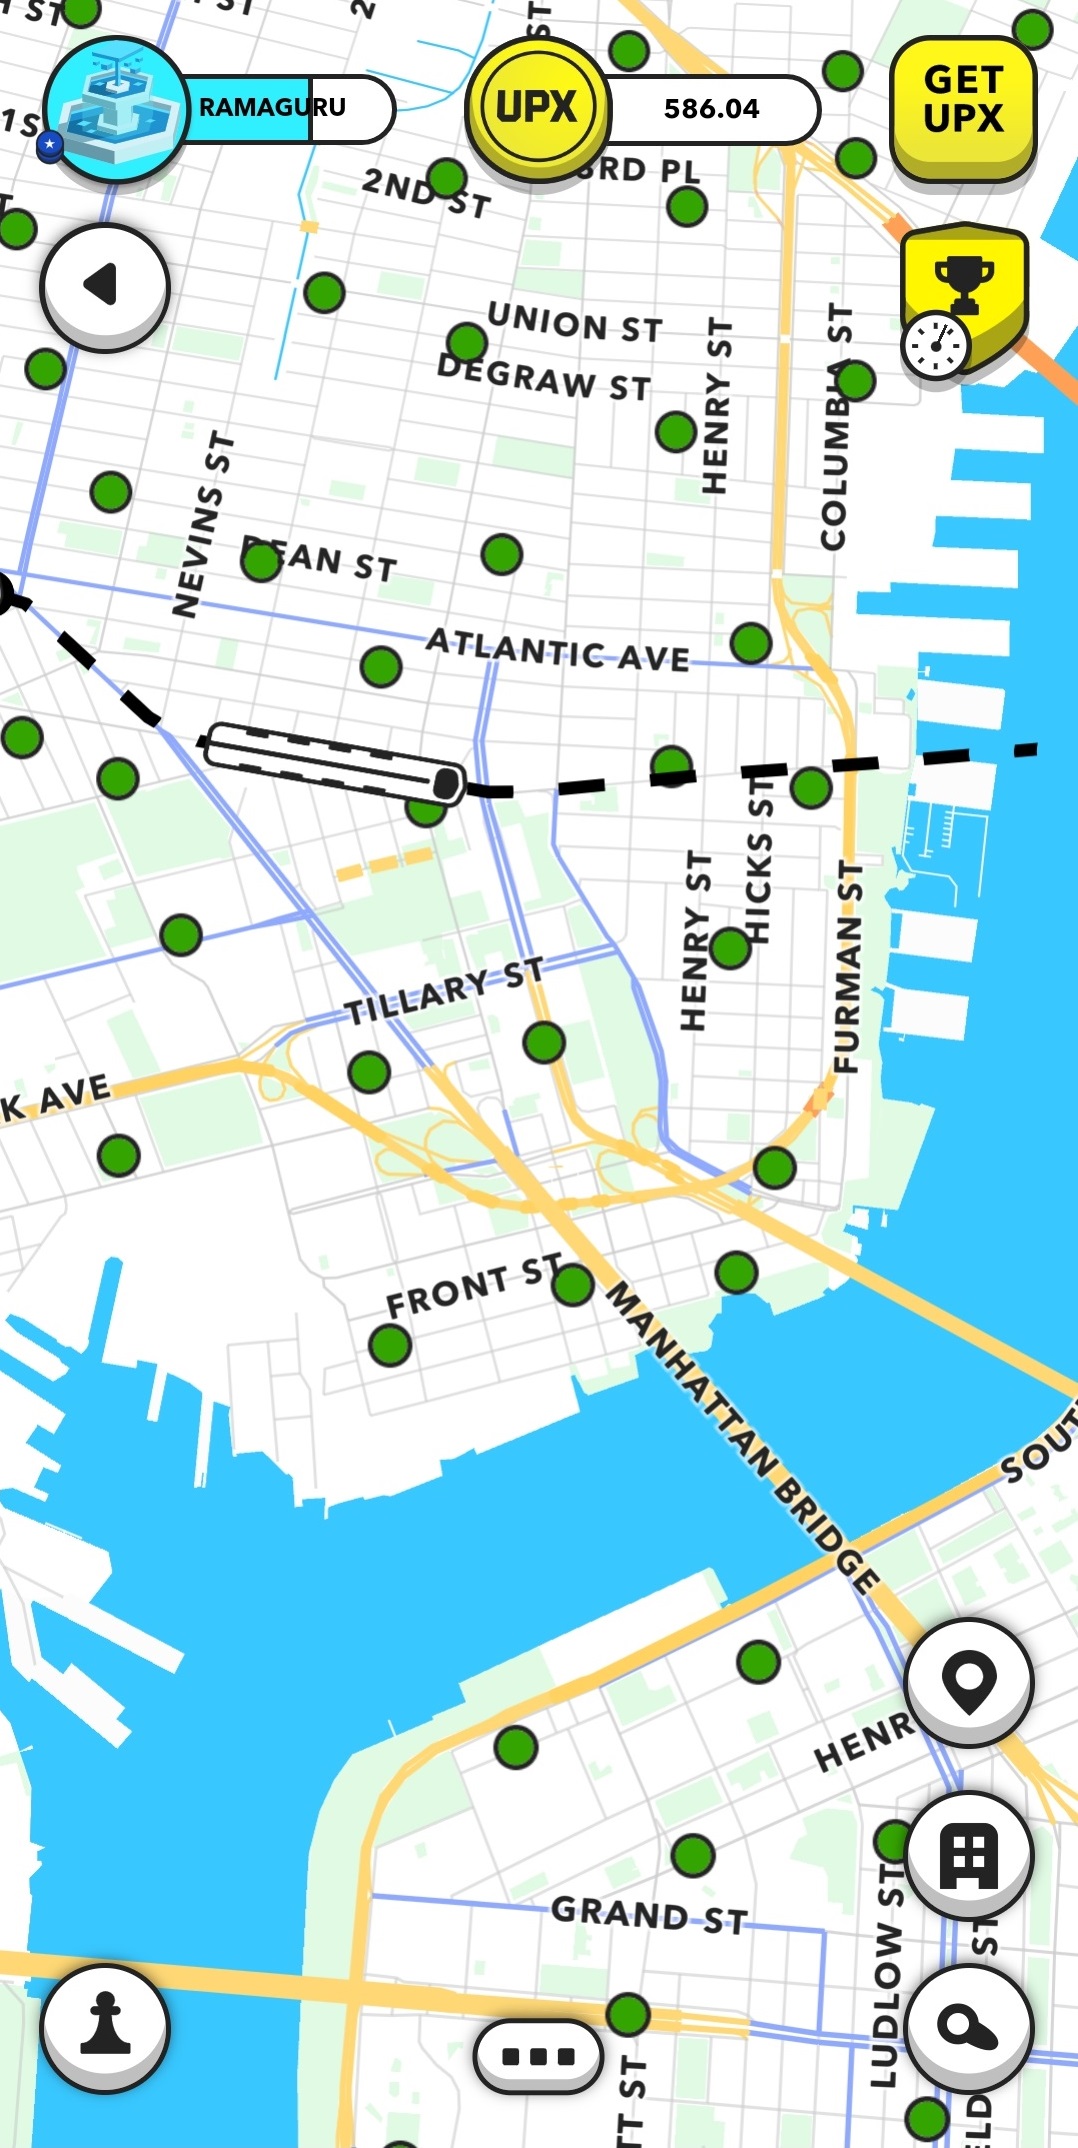 RAMAGURU
UPX
586.04
GET
UPX
2ND ST
3RD PL
UNION ST
DEGRAW ST
HENRY ST
COLUMBIA ST
NEVINS ST
DEAN ST
ATLANTIC AVE
HICKS ST
HENRY ST
FURMAN ST
TILLARY ST
K AVE
FRONT ST
MANHATTAN BRIDGE
SOUT
HENR
GRAND ST
LUDLOW ST
ST
TT ST
ELD